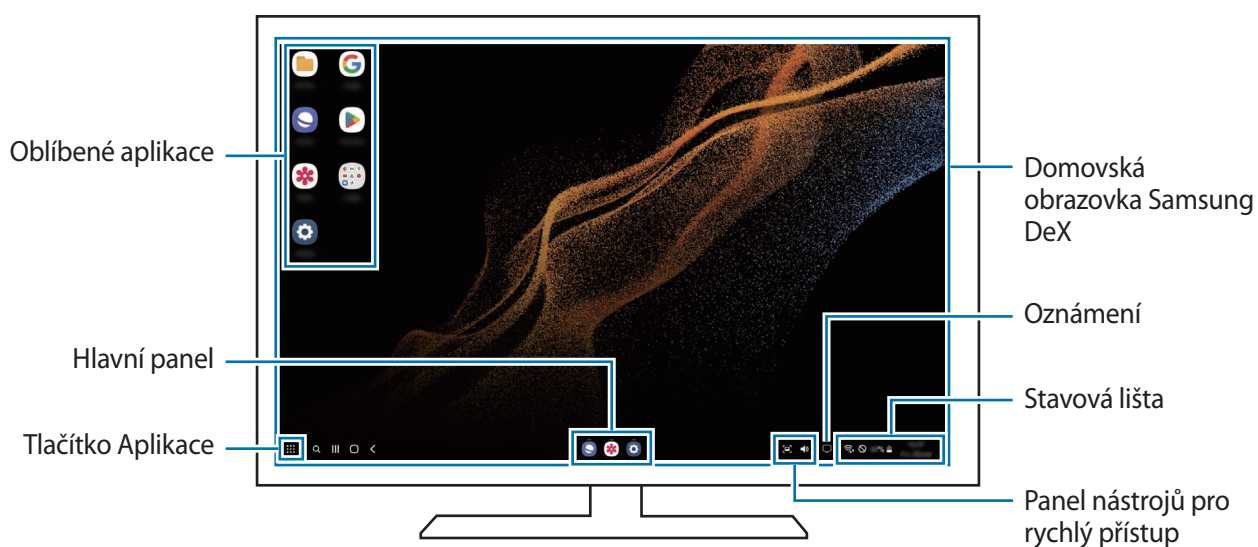 Oblíbené aplikace
Hlavní panel
Tlačítko Aplikace
Domovská
obrazovka Samsung
DeX
Oznámení
Stavová lišta
Panel nástrojů pro
rychlý přístup